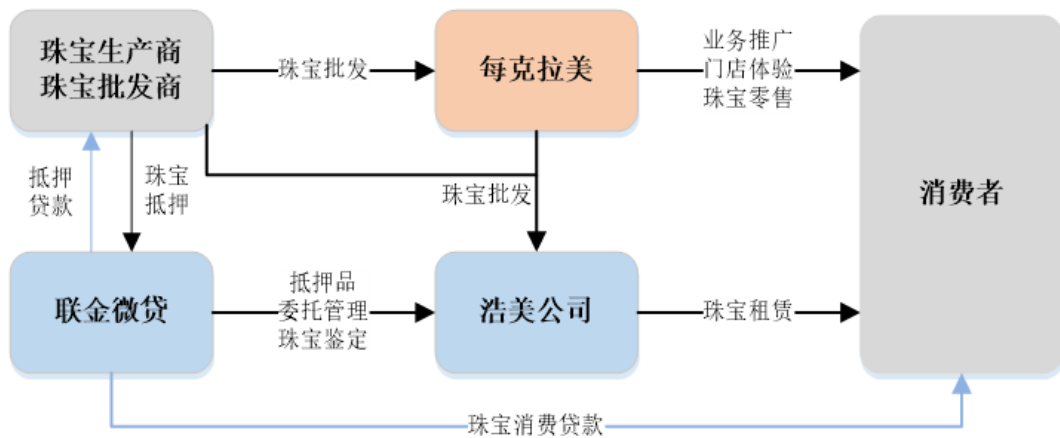 珠宝生产商
珠宝批发商
珠宝批发
每克拉美
业务推广
门店体验
珠宝零售
消费者
抵押
贷款
珠宝
抵押
珠宝批发
联金微贷
抵押品
委托管理
珠宝鉴定
浩美公司
珠宝租赁
珠宝消费贷款